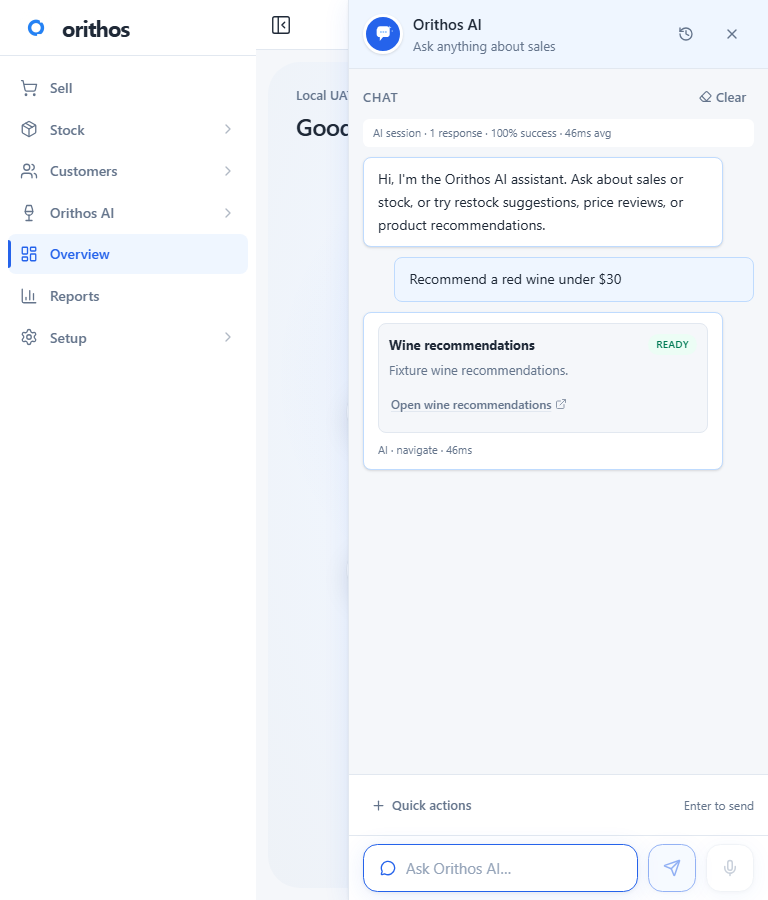 orithos
Sell
Stock
Customers
Orithos AI
Overview
Reports
Setup
Local UA
Good
Orithos AI
Ask anything about sales
CHAT
Clear
AI session · 1 response · 100% success · 46ms avg
Hi, I'm the Orithos AI assistant. Ask about sales or
stock, or try restock suggestions, price reviews, or
product recommendations.
Recommend a red wine under $30
Wine recommendations
READY
Fixture wine recommendations.
Open wine recommendations
AI · navigate · 46ms
Quick actions
Enter to send
Ask Orithos AI...